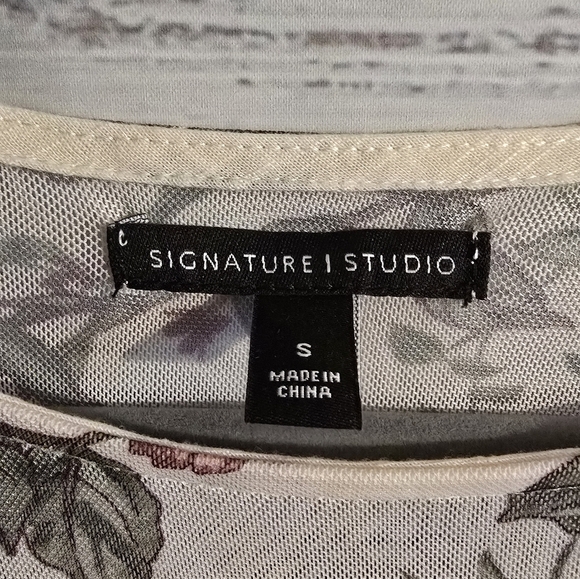 SIGNATURE | STUDIO
S
MADE IN
CHINA